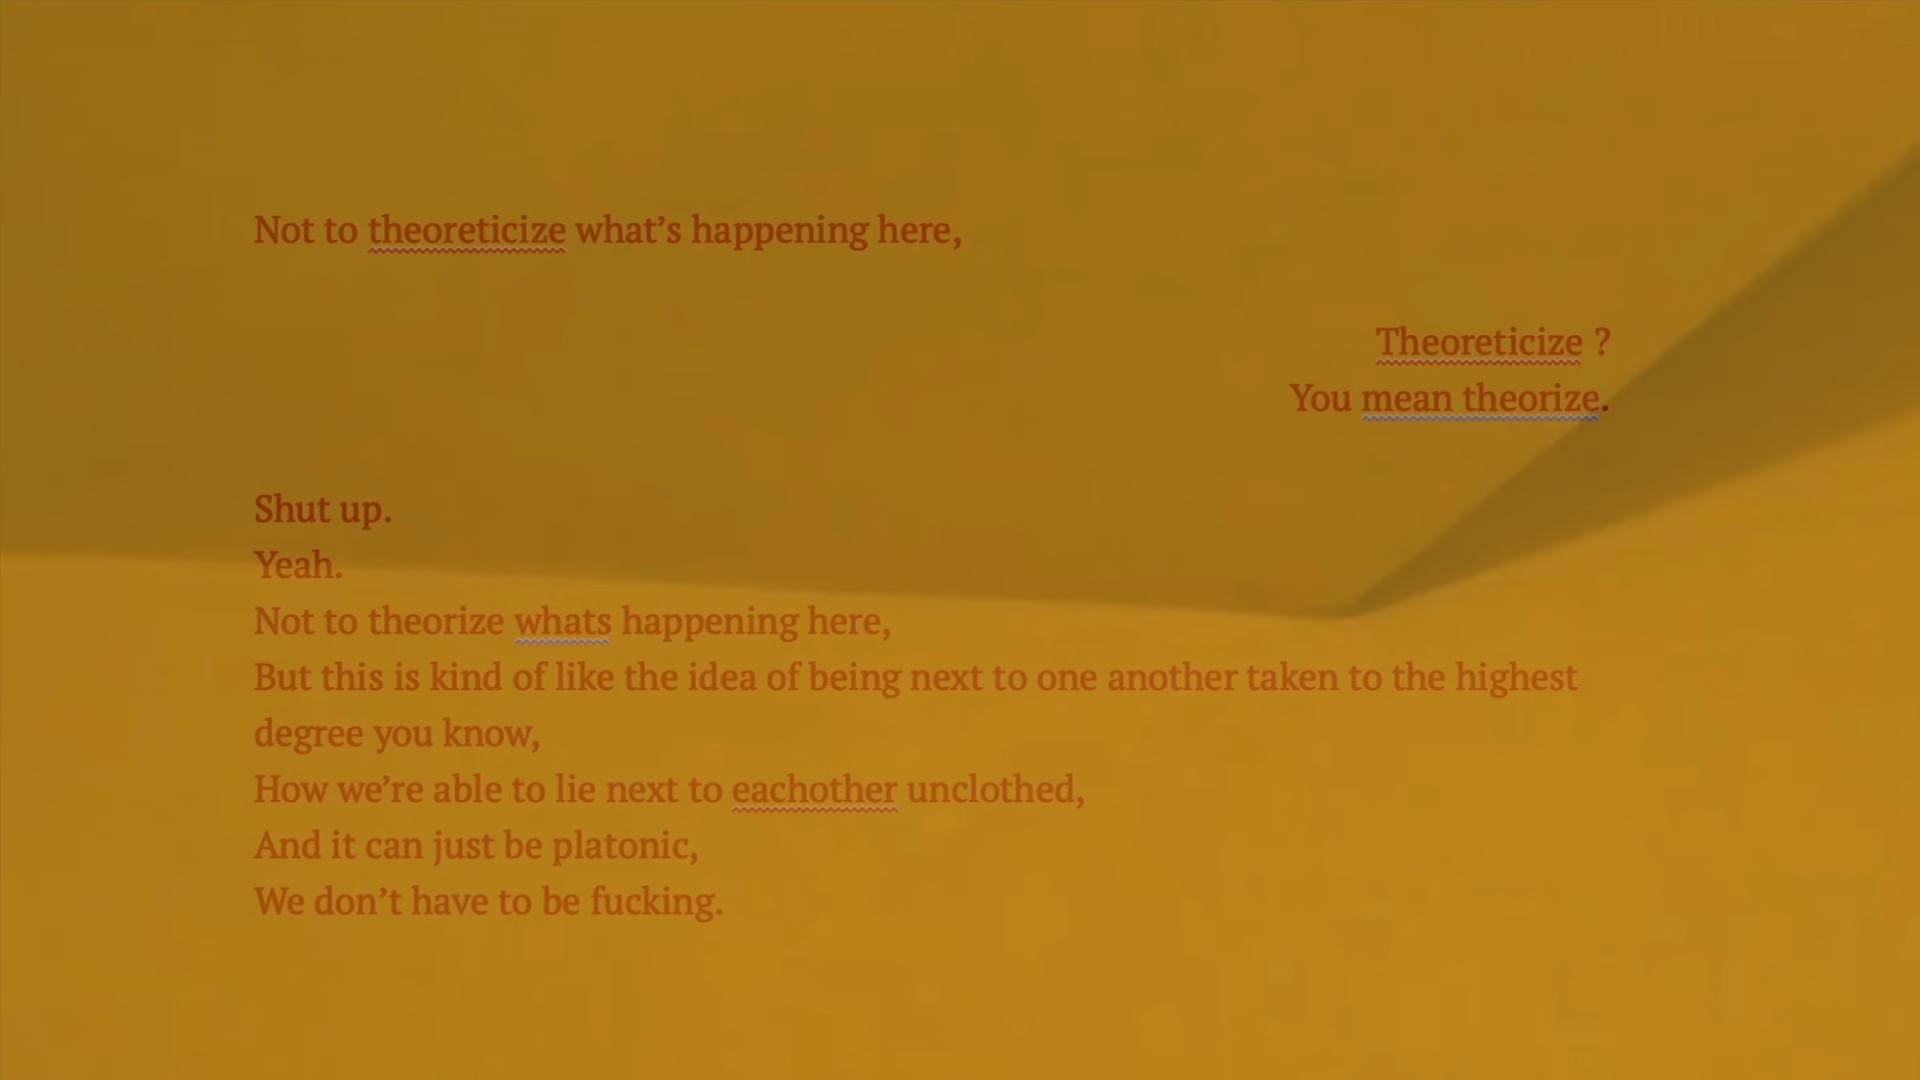 Not to theoreticize what’s happening here,
Theoreticize ?
You mean theorize.
Shut up.
Yeah.
Not to theorize whats happening here,
But this is kind of like the idea of being next to one another taken to the highest
degree you know,
How we’re able to lie next to eachother unclothed,
And it can just be platonic,
We don’t have to be fucking.